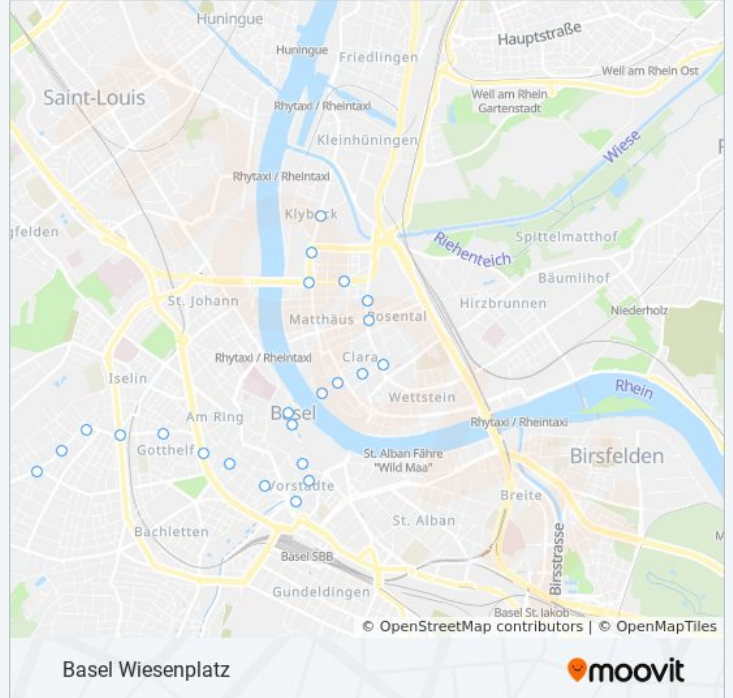 Huningue
Hauptstraße
Huningue
Friedlingen
Weil am Rhein Ost
Saint-Louis
Weil am Rhein
Gartenstadt
Rhytaxi / Rheintaxi
Kleinhüningen
Wiese
Rhytaxi / Rheintaxi
Klybeck
gfelden
Riehenteich
Spittelmatthof
Bäumlihof
St. Johann
Hirzbrunnen
Niederholz
Matthäus
Rosental
Rhytaxi / Rheintaxi
Clara
Iselin
Rhein
Wettstein
Am Ring
Basel
Rhytaxi / Rheintaxi
Gotthelf
St. Alban Fähre
"Wild Maa"
Birsfelden
Vorstädte
Breite
St. Alban
Bachletten
M
Basel SBB
Birsstrasse
Gundeldingen
Basel St. Jakob
© OpenStreetMap contributors | © OpenMapTiles
Basel Wiesenplatz
moovit